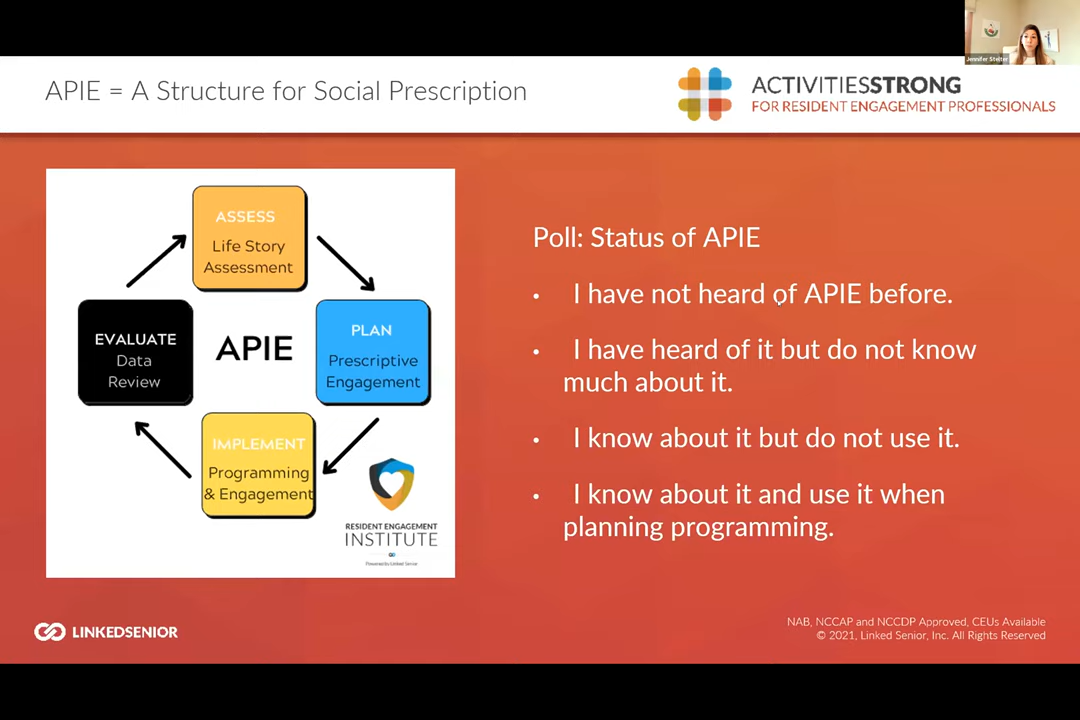 Jennifer Stelter
APIE = A Structure for Social Prescription
ACTIVITIESSTRONG
FOR RESIDENT ENGAGEMENT PROFESSIONALS
ASSESS
Life Story
Assessment
EVALUATE
Data
Review
APIE
PLAN
Prescriptive
Engagement
IMPLEMENT
Programming
& Engagement
RESIDENT ENGAGEMENT
INSTITUTE
Powered by Linked Senior
Poll: Status of APIE
• I have not heard of APIE before.
• I have heard of it but do not know
much about it.
• I know about it but do not use it.
• I know about it and use it when
planning programming.
LINKEDSENIOR
NAB, NCCAP and NCCDP Approved, CEUs Available
© 2021, Linked Senior, Inc. All Rights Reserved